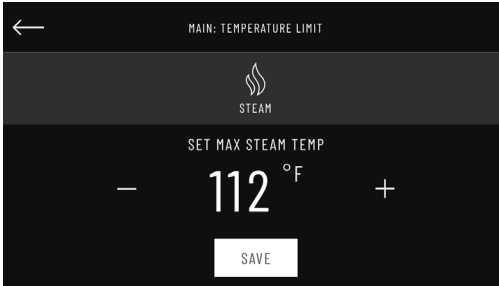 MAIN: TEMPERATURE LIMIT
STEAM
SET MAX STEAM TEMP
− 112 °F +
SAVE